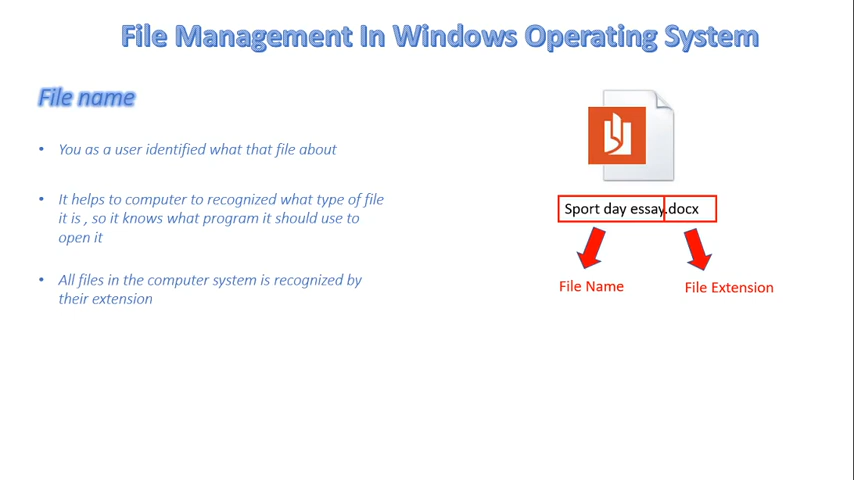 File Management In Windows Operating System
File name
• You as a user identified what that file about
• It helps to computer to recognized what type of file
it is , so it knows what program it should use to
open it
• All files in the computer system is recognized by
their extension
Sport day essay.docx
File Name
File Extension